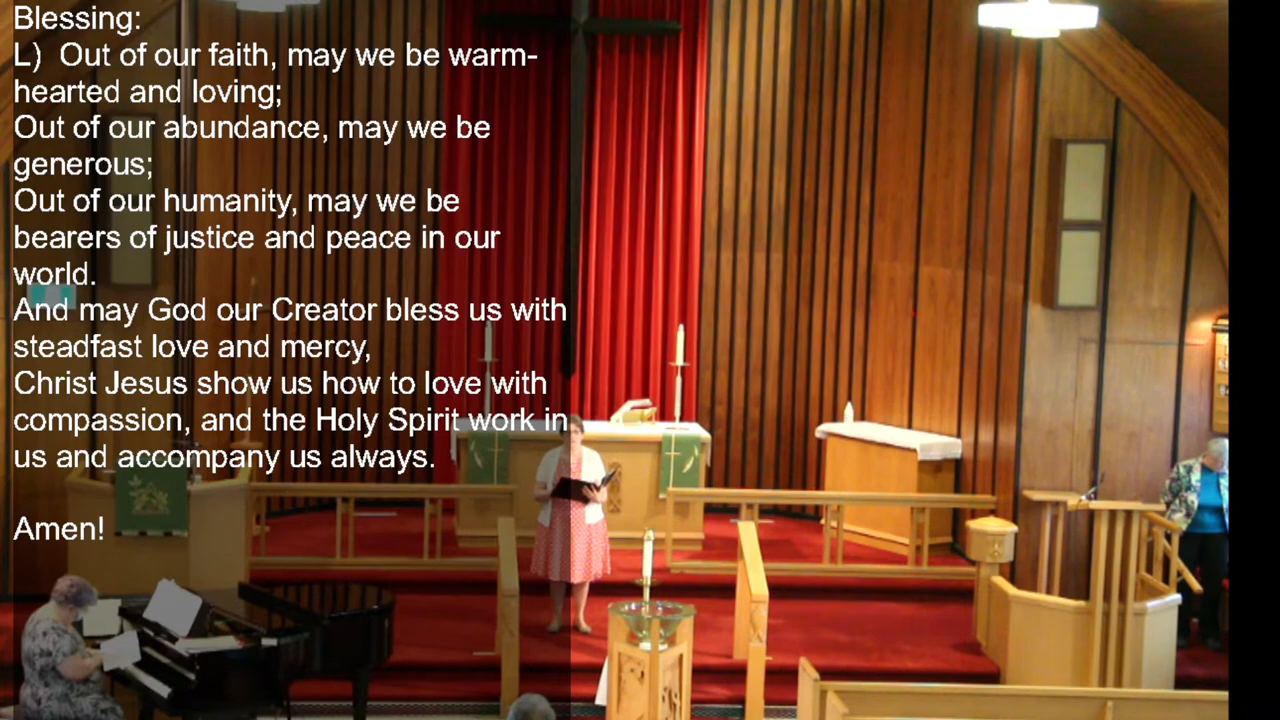 Blessing:
L)  Out of our faith, may we be warm-
hearted and loving;
Out of our abundance, may we be
generous;
Out of our humanity, may we be
bearers of justice and peace in our
world.
And may God our Creator bless us with
steadfast love and mercy,
Christ Jesus show us how to love with
compassion, and the Holy Spirit work in
us and accompany us always.
Amen!